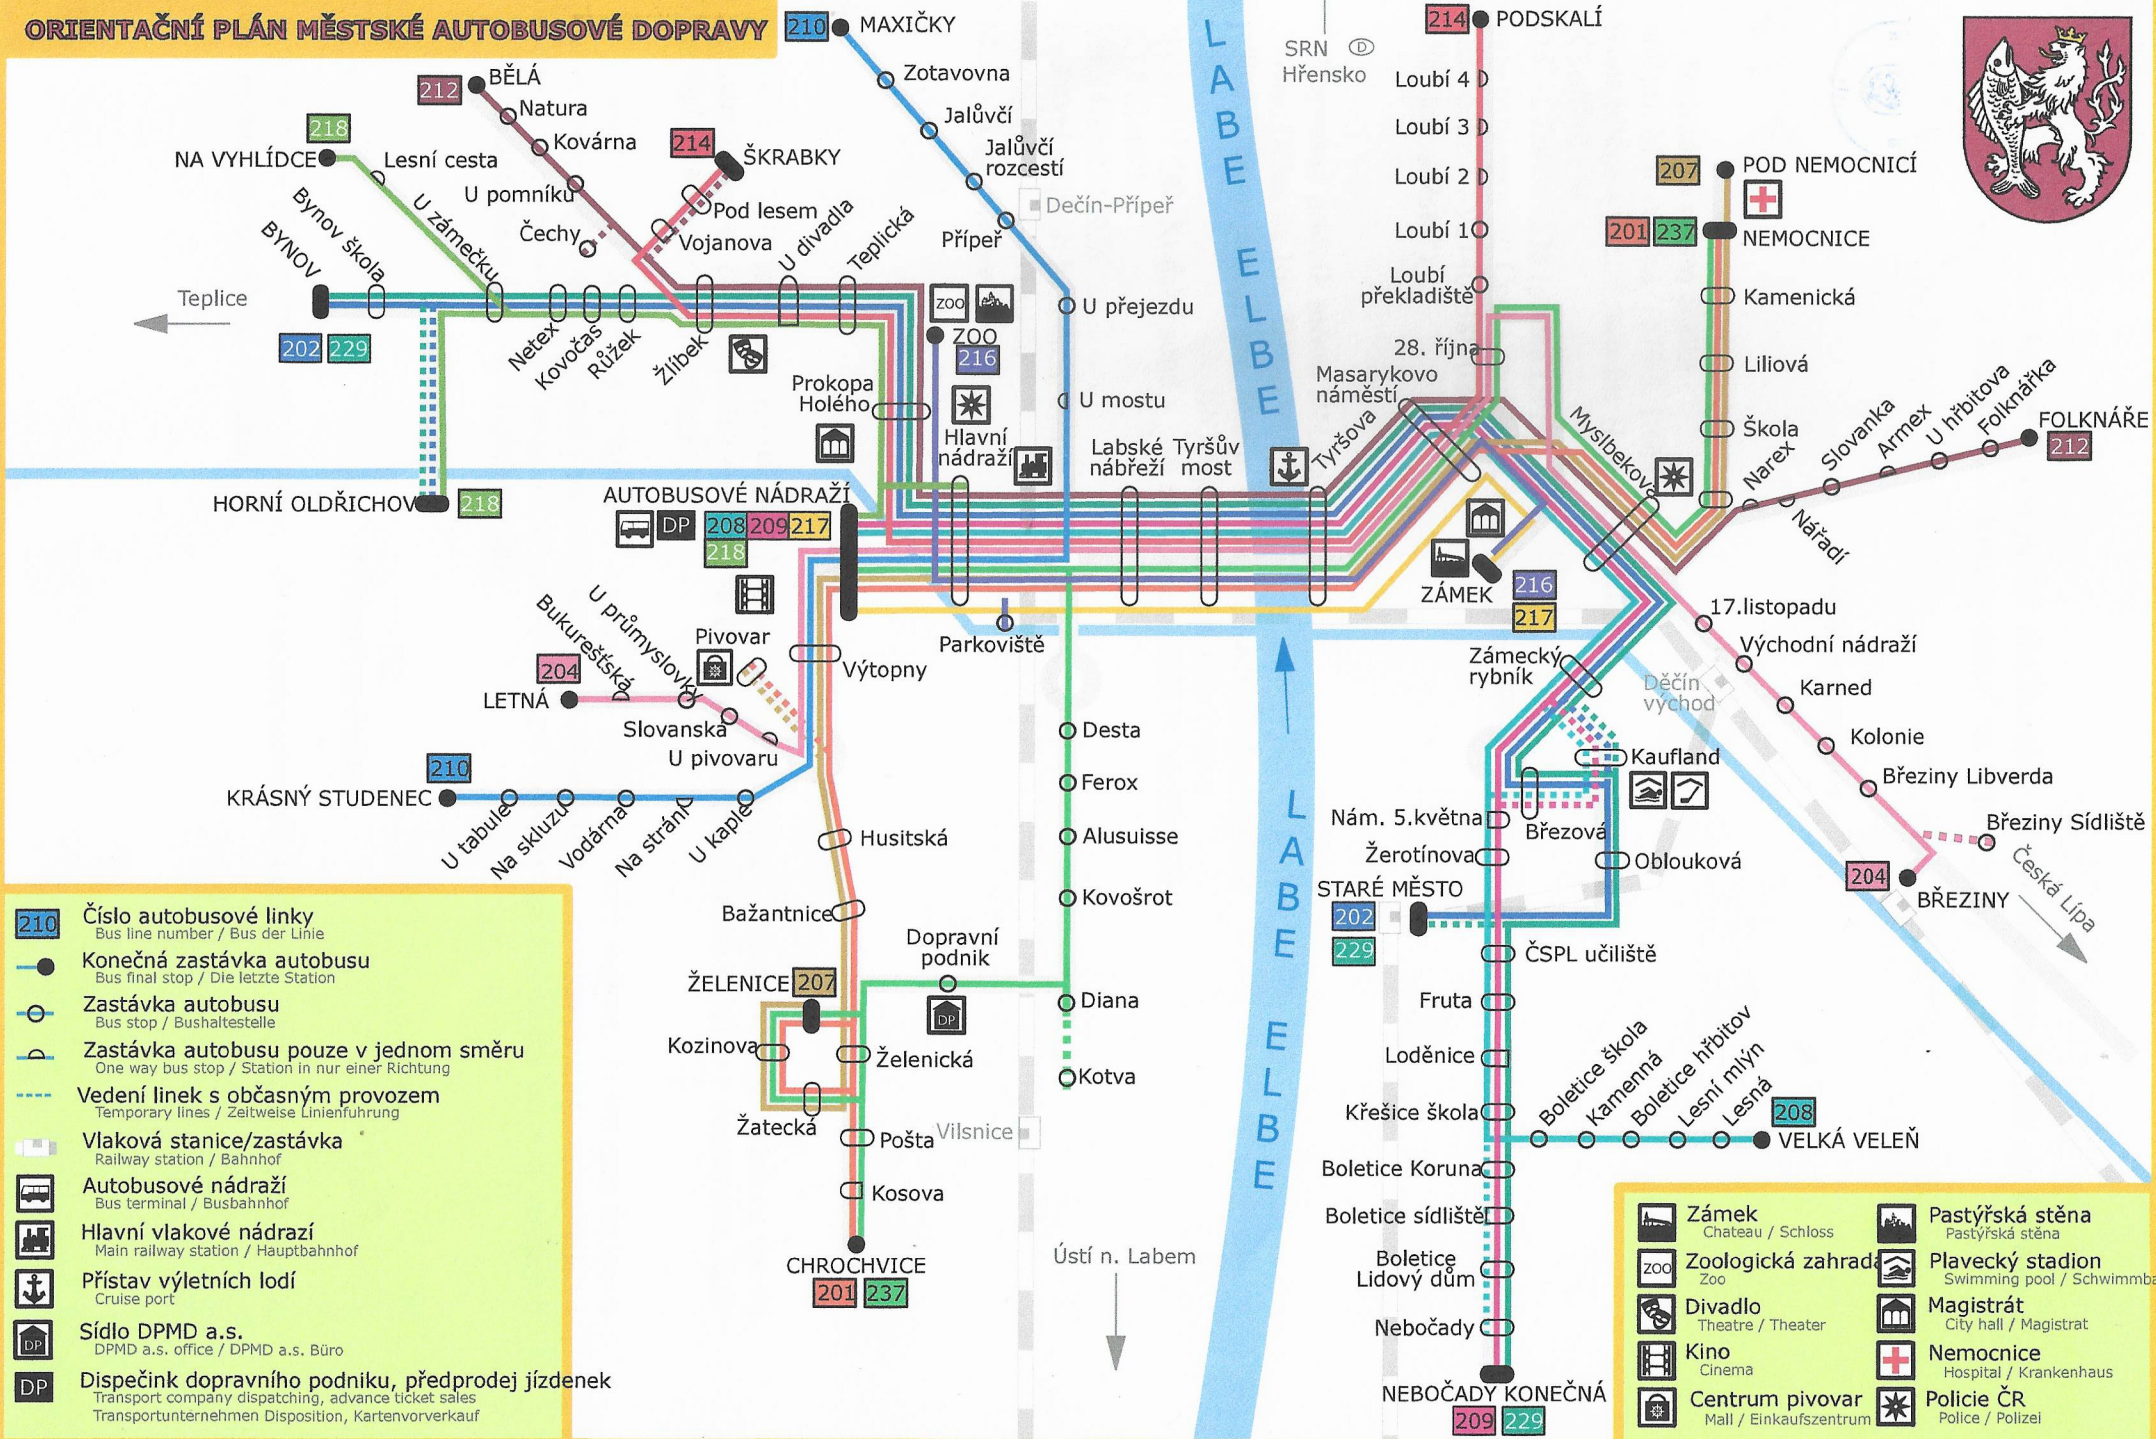 ORIENTAČNÍ PLÁN MĚSTSKÉ AUTOBUSOVÉ DOPRAVY
210
MAXIČKY
Zotavovna
Jalůvčí
Jalůvčí
rozcestí
Dečín-Přípeř
Přípeř
U přejezdu
U mostu
212
BĚLÁ
Natura
Kovárna
U pomníku
Čechy
218
NA VYHLÍDCE
Lesní cesta
U zámečku
214
ŠKRABKY
Pod lesem
Vojanova
U divadla
Teplická
BYNOV
Bynov škola
Teplice
202
229
Netex
Kovočas
Růžek
Žlíbek
ZOO
ZOO
216
Prokopa
Holého
Hlavní
nádraží
HORNÍ OLDŘICHOV
218
AUTOBUSOVÉ NÁDRAŽÍ
DP
208
209
217
218
Labské
nábřeží
Tyršův
most
Tyršova
Parkoviště
LABE ELBE
LABE ELBE
SRN D
Hřensko
214
PODSKALÍ
Loubí 4
Loubí 3
Loubí 2
Loubí 1
Loubí
překladiště
28. října
Masarykovo
náměstí
207
POD NEMOCNICÍ
201
237
NEMOCNICE
Kamenická
Liliová
Škola
Myslbekova
Narex
Nářadí
Slovanka
Armex
U hřbitova
Folknářka
FOLKNÁŘE
212
ZÁMEK
216
217
17.listopadu
Východní nádraží
Karned
Kolonie
Březiny Libverda
Březiny Sídliště
204
BŘEZINY
Česká Lípa
Děčín
východ
Zámecký
rybník
Kaufland
Březová
Oblouková
Nám. 5.května
Žerotínova
STARÉ MĚSTO
202
229
ČSPL učiliště
Fruta
Loděnice
Křešice škola
Boletice Koruna
Boletice sídliště
Boletice
Lidový dům
Nebočady
NEBOČADY KONEČNÁ
209
229
Boletice škola
Kamenná
Boletice hřbitov
Lesní mlýn
Lesná
208
VELKÁ VELEŇ
Pivovar
Výtopny
204
LETNÁ
Bukurešťská
U průmyslovky
Slovanská
U pivovaru
210
KRÁSNÝ STUDENEC
U tabule
Na skluzu
Vodárna
Na stráni
U kaple
Husitská
Bažantnice
ŽELENICE
207
Kozinova
Želenická
Žatecká
Pošta
Kosova
CHROCHVICE
201
237
Dopravní
podnik
DP
Desta
Ferox
Alusuisse
Kovošrot
Diana
Kotva
Vilsnice
Ústí n. Labem
210
Číslo autobusové linky
Bus line number / Bus der Linie
Konečná zastávka autobusu
Bus final stop / Die letzte Station
Zastávka autobusu
Bus stop / Bushaltestelle
Zastávka autobusu pouze v jednom směru
One way bus stop / Station in nur einer Richtung
Vedení linek s občasným provozem
Temporary lines / Zeitweise Linienfuhrung
Vlaková stanice/zastávka
Railway station / Bahnhof
Autobusové nádraží
Bus terminal / Busbahnhof
Hlavní vlakové nádrazí
Main railway station / Hauptbahnhof
Přístav výletních lodí
Cruise port
DP
Sídlo DPMD a.s.
DPMD a.s. office / DPMD a.s. Büro
DP
Dispečink dopravního podniku, předprodej jízdenek
Transport company dispatching, advance ticket sales
Transportunternehmen Disposition, Kartenvorverkauf
Zámek
Chateau / Schloss
ZOO
Zoologická zahrada
Zoo
Divadlo
Theatre / Theater
Kino
Cinema
Centrum pivovar
Mall / Einkaufszentrum
Pastýřská stěna
Pastýřská stěna
Plavecký stadion
Swimming pool / Schwimmba
Magistrát
City hall / Magistrat
Nemocnice
Hospital / Krankenhaus
Policie ČR
Police / Polizei